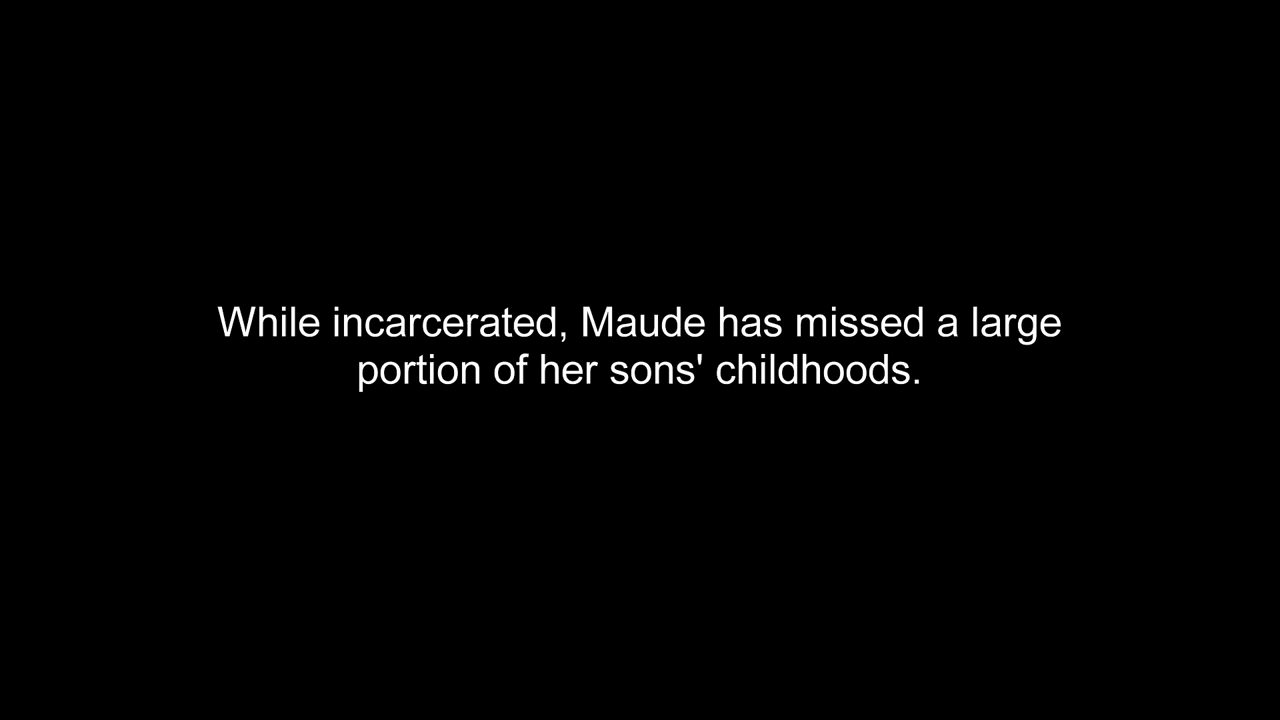 While incarcerated, Maude has missed a large
portion of her sons' childhoods.